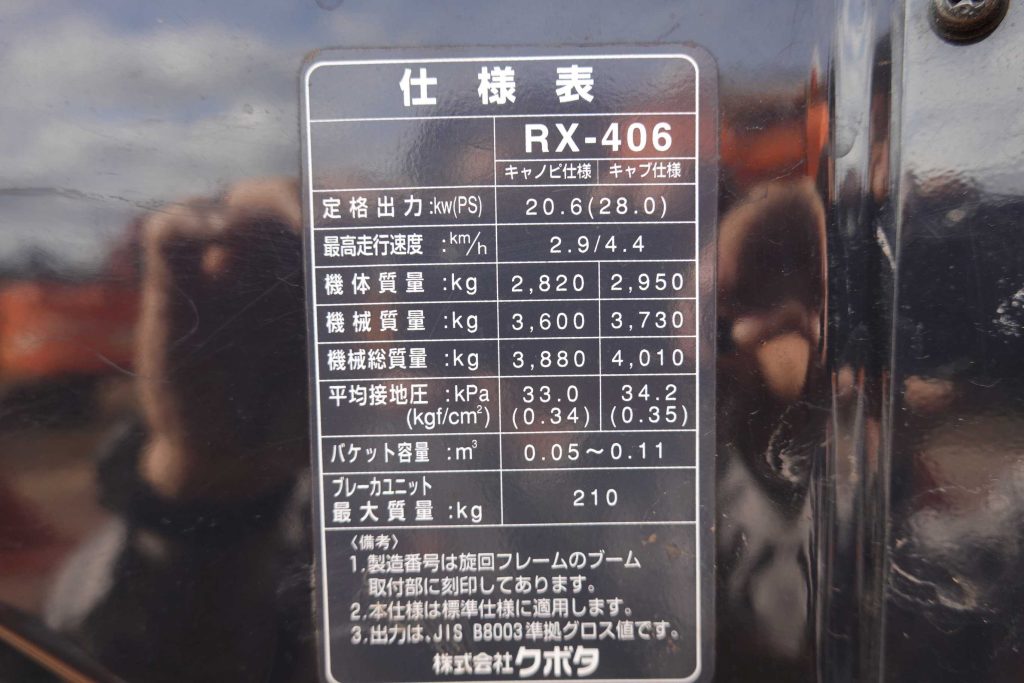 仕様表
RX-406
キャノピ仕様 キャブ仕様
定格出力:kw(PS) 20.6(28.0)
最高走行速度 :km/h 2.9/4.4
機体質量 :kg 2,820 2,950
機械質量 :kg 3,600 3,730
機械総質量 :kg 3,880 4,010
平均接地圧 :kPa 33.0 34.2
(kgf/cm²) (0.34) (0.35)
バケット容量 :m³ 0.05～0.11
ブレーカユニット
最大質量 :kg 210
〈備考〉
1.製造番号は旋回フレームのブーム
取付部に刻印してあります。
2.本仕様は標準仕様に適用します。
3.出力は、JIS B8003準拠グロス値です。
株式会社クボタ